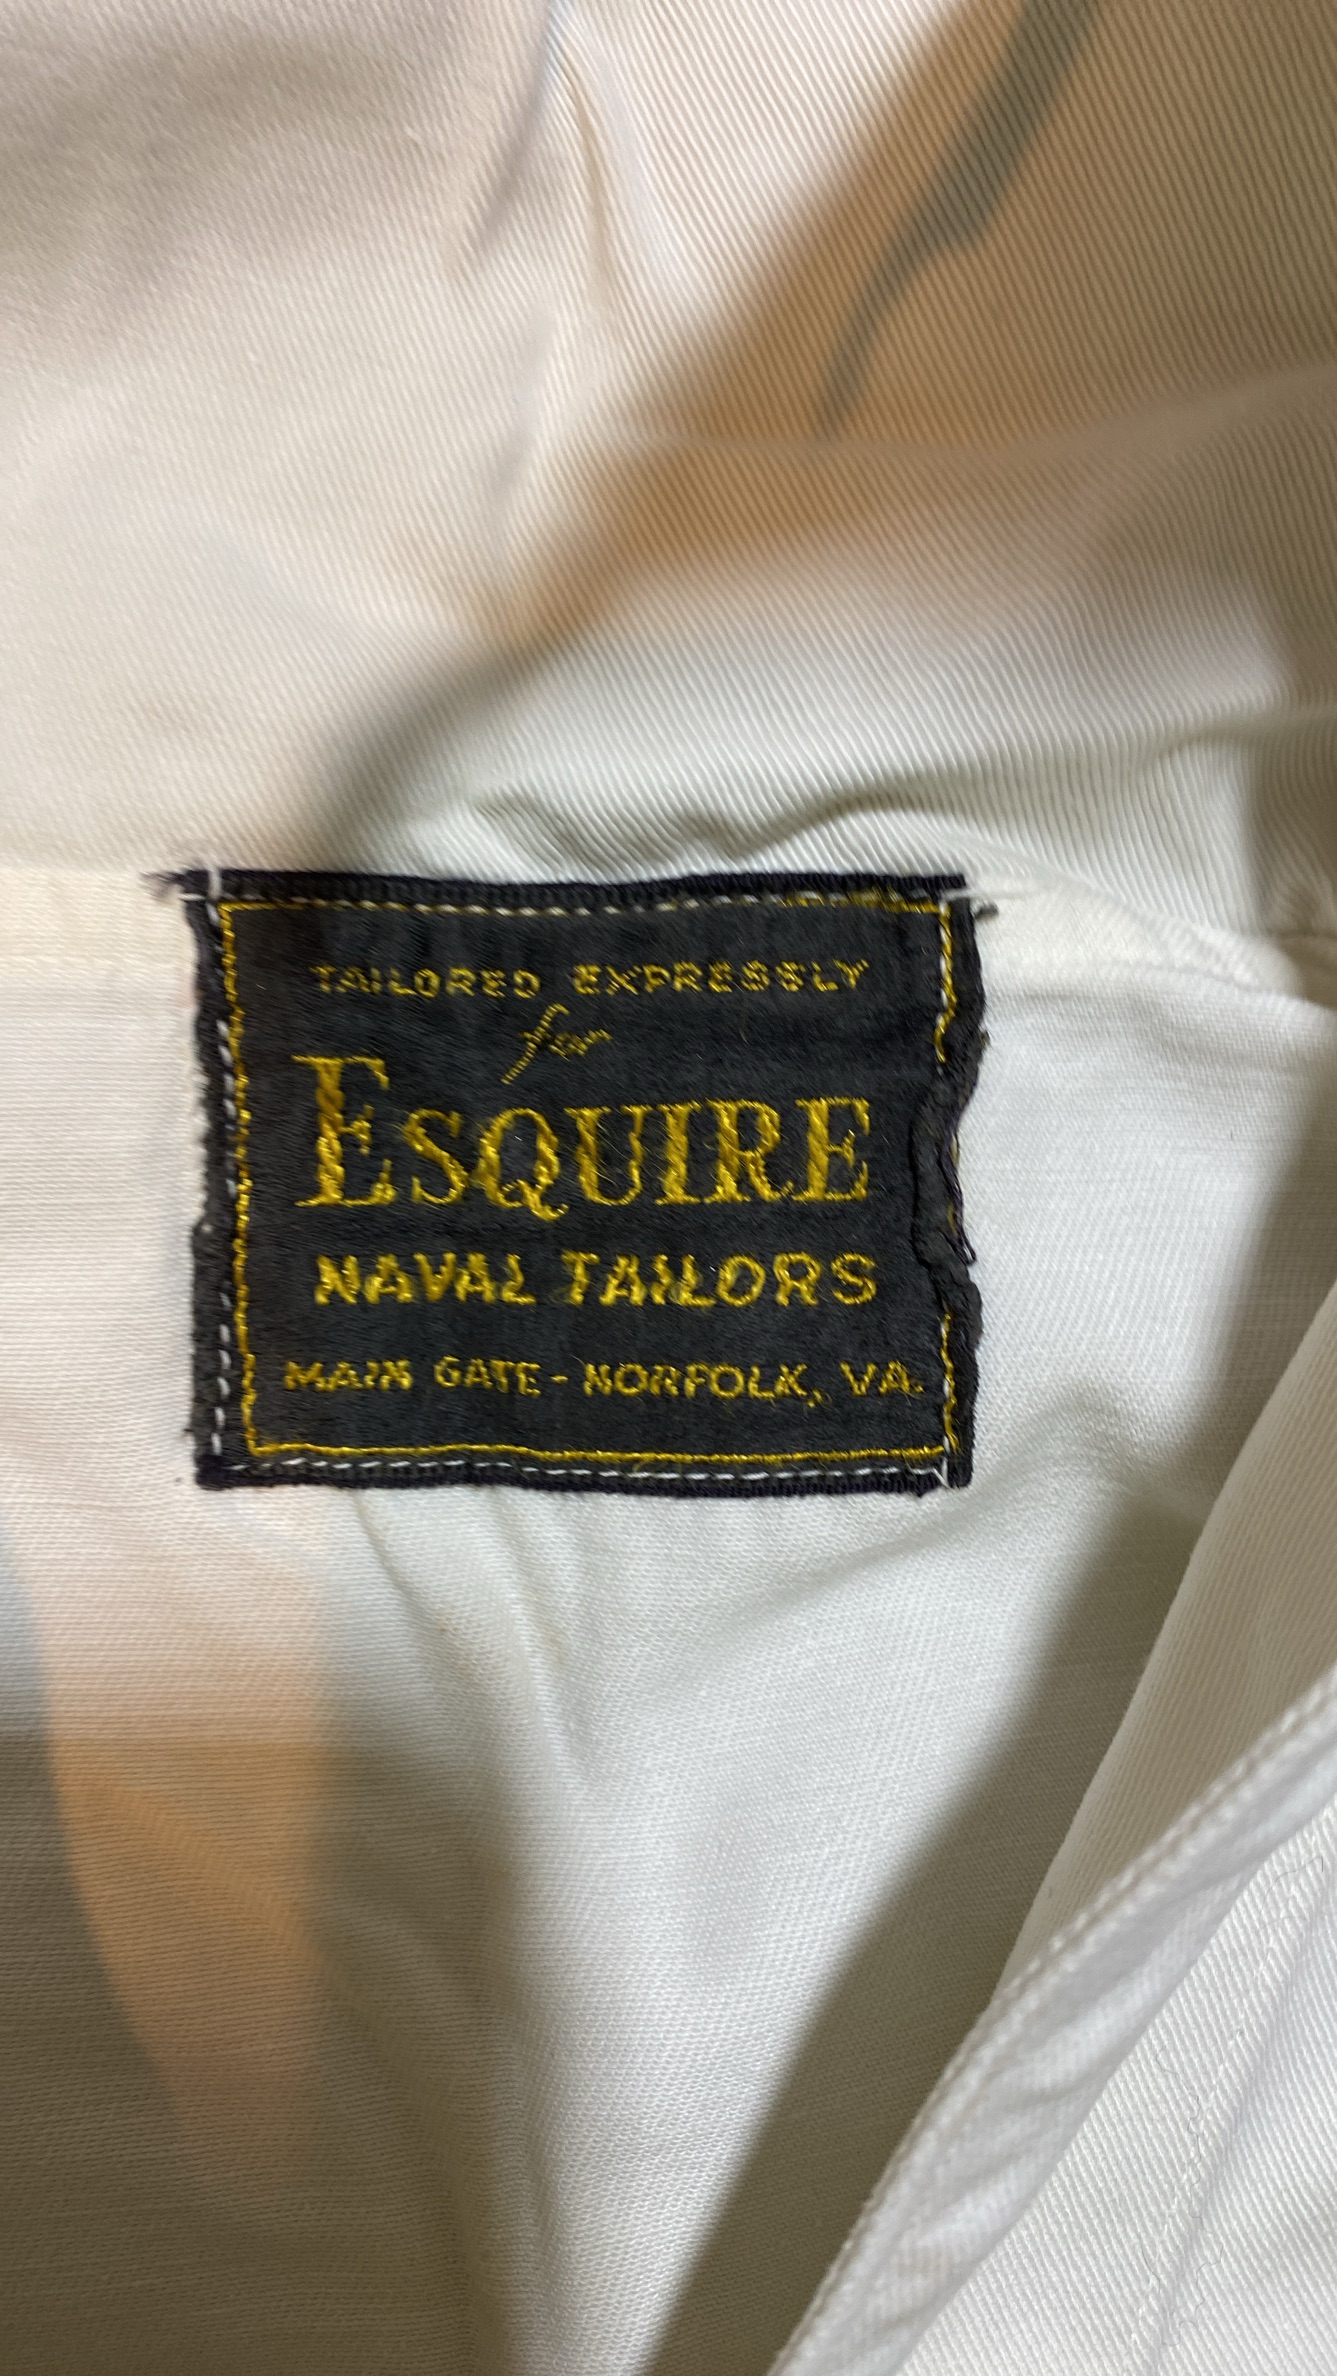 TAILORED EXPRESSLY
for
ESQUIRE
NAVAL TAILORS
MAIN GATE - NORFOLK, VA.